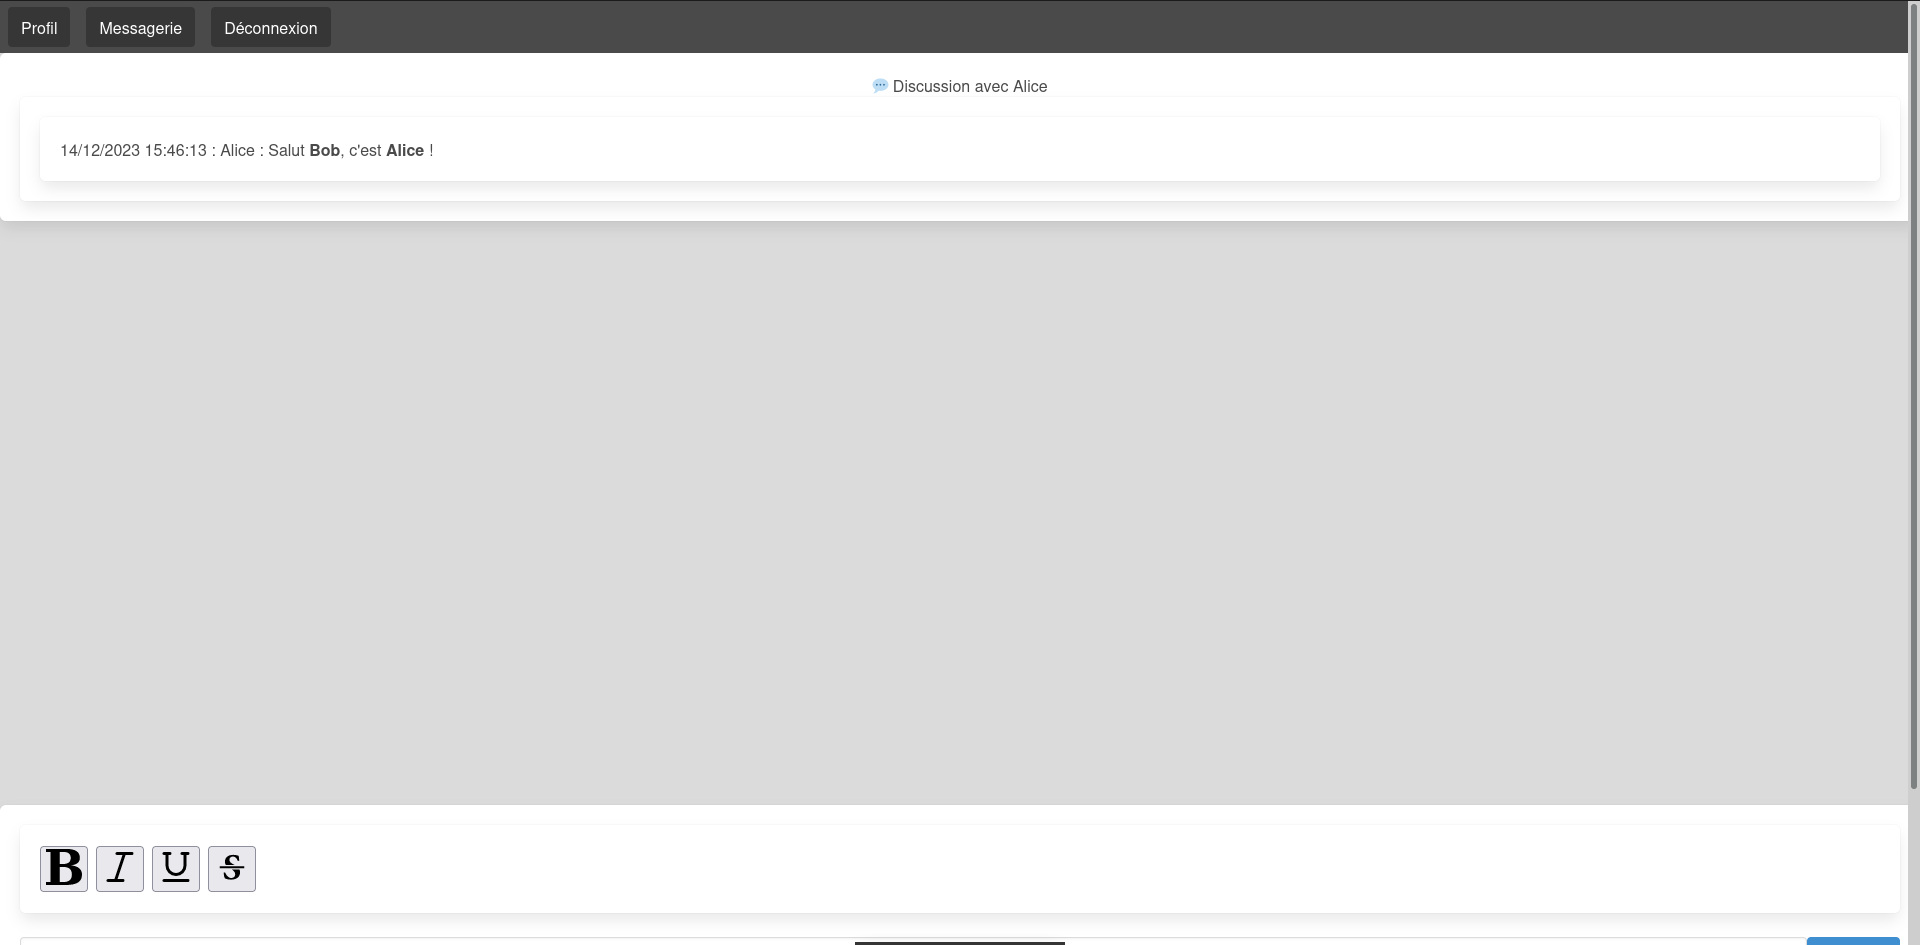 Profil Messagerie Déconnexion
💬 Discussion avec Alice
14/12/2023 15:46:13 : Alice : Salut Bob, c'est Alice !
B I U S